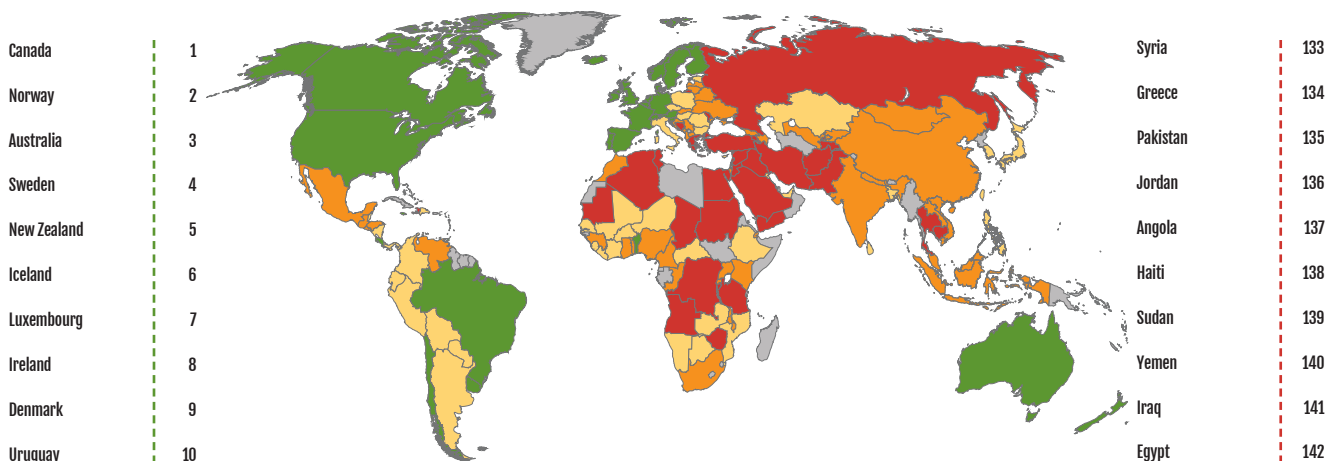 Canada 1
Norway 2
Australia 3
Sweden 4
New Zealand 5
Iceland 6
Luxembourg 7
Ireland 8
Denmark 9
Uruguay 10
Syria 133
Greece 134
Pakistan 135
Jordan 136
Angola 137
Haiti 138
Sudan 139
Yemen 140
Iraq 141
Egypt 142